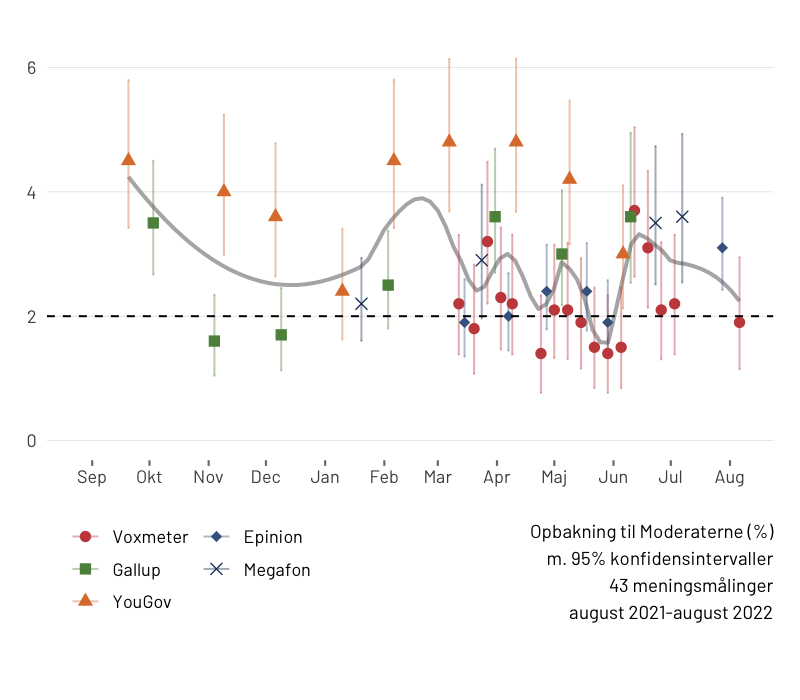 6
4
2
0
Sep Okt Nov Dec Jan Feb Mar Apr Maj Jun Jul Aug
Voxmeter Epinion
Gallup Megafon
YouGov
Opbakning til Moderaterne (%)
m. 95% konfidensintervaller
43 meningsmålinger
august 2021-august 2022